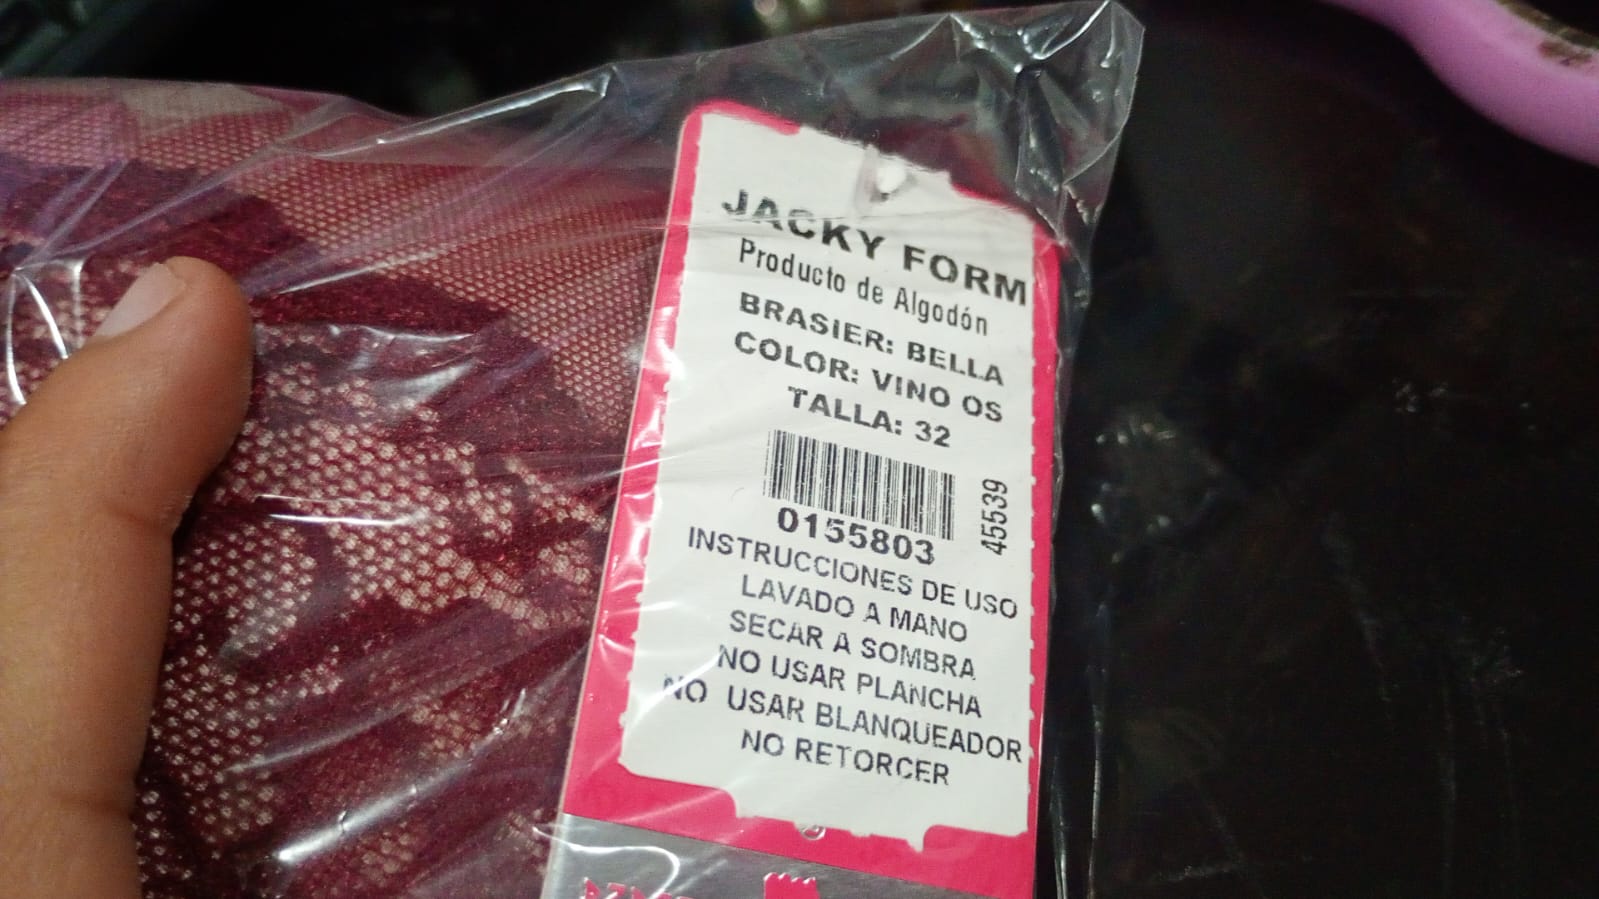 JACKY FORM
Producto de Algodón
BRASIER: BELLA
COLOR: VINO OS
TALLA: 32
0155803
45539
INSTRUCCIONES DE USO
LAVADO A MANO
SECAR A SOMBRA
NO USAR PLANCHA
NO USAR BLANQUEADOR
NO RETORCER